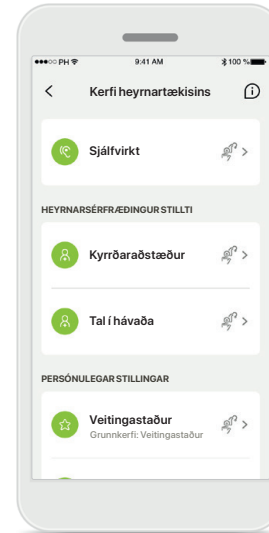 PH 9:41 AM 100 %
Kerfi heyrnartækisins
Sjálfvirkt
HEYRNARSÉRFRÆÐINGUR STILLTI
Kyrrðaraðstæður
Tal í hávaða
PERSÓNULEGAR STILLINGAR
Veitingastaður
Grunnkerfi: Veitingastaður